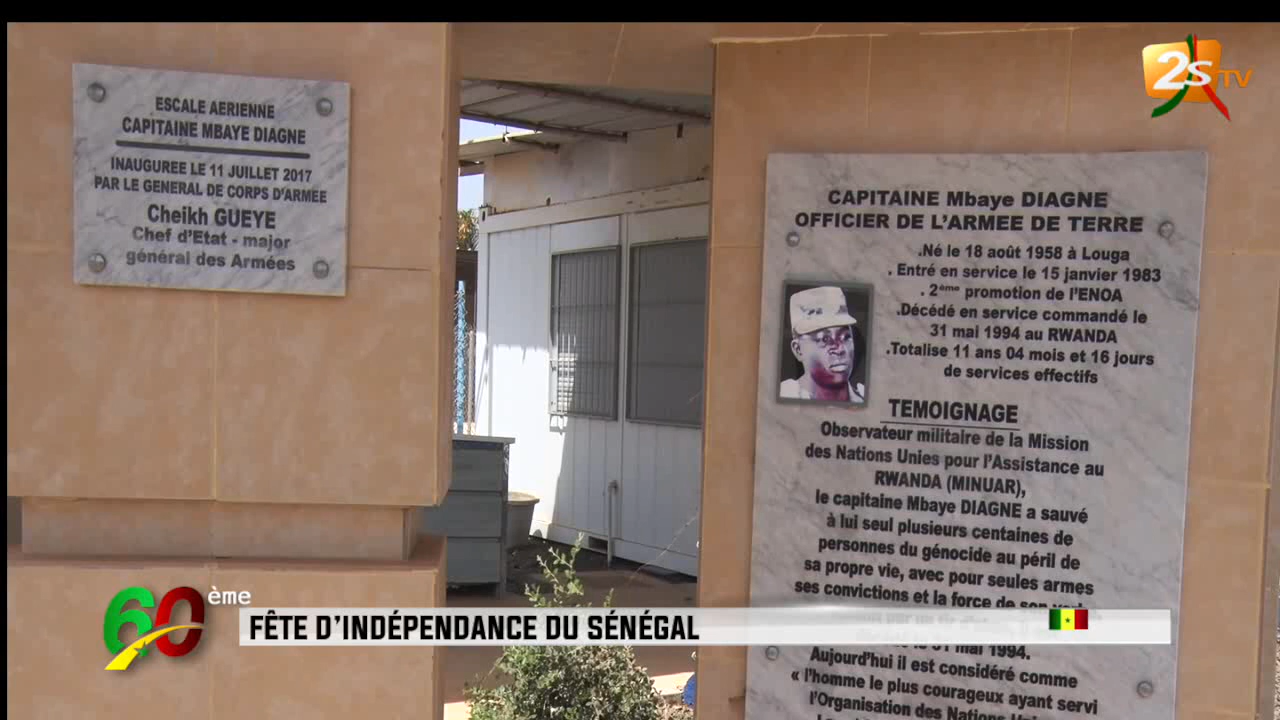 ESCALE AERIENNE
CAPITAINE MBAYE DIAGNE
INAUGUREE LE 11 JUILLET 2017
PAR LE GENERAL DE CORPS D'ARMEE
Cheikh GUEYE
Chef d'Etat - major
général des Armées
2S TV
CAPITAINE Mbaye DIAGNE
OFFICIER DE L'ARMEE DE TERRE
.Né le 18 août 1958 à Louga
. Entré en service le 15 janvier 1983
. 2ème promotion de l'ENOA
.Décédé en service commandé le
31 mai 1994 au RWANDA
.Totalise 11 ans 04 mois et 16 jours
de services effectifs
TEMOIGNAGE
Observateur militaire de la Mission
des Nations Unies pour l'Assistance au
RWANDA (MINUAR),
le capitaine Mbaye DIAGNE a sauvé
à lui seul plusieurs centaines de
personnes du génocide au péril de
sa propre vie, avec pour seules armes
ses convictions et la force de son
31 mai 1994.
Aujourd'hui il est considéré comme
« l'homme le plus courageux ayant servi
l'Organisation des Nations
60ème
FÊTE D'INDÉPENDANCE DU SÉNÉGAL